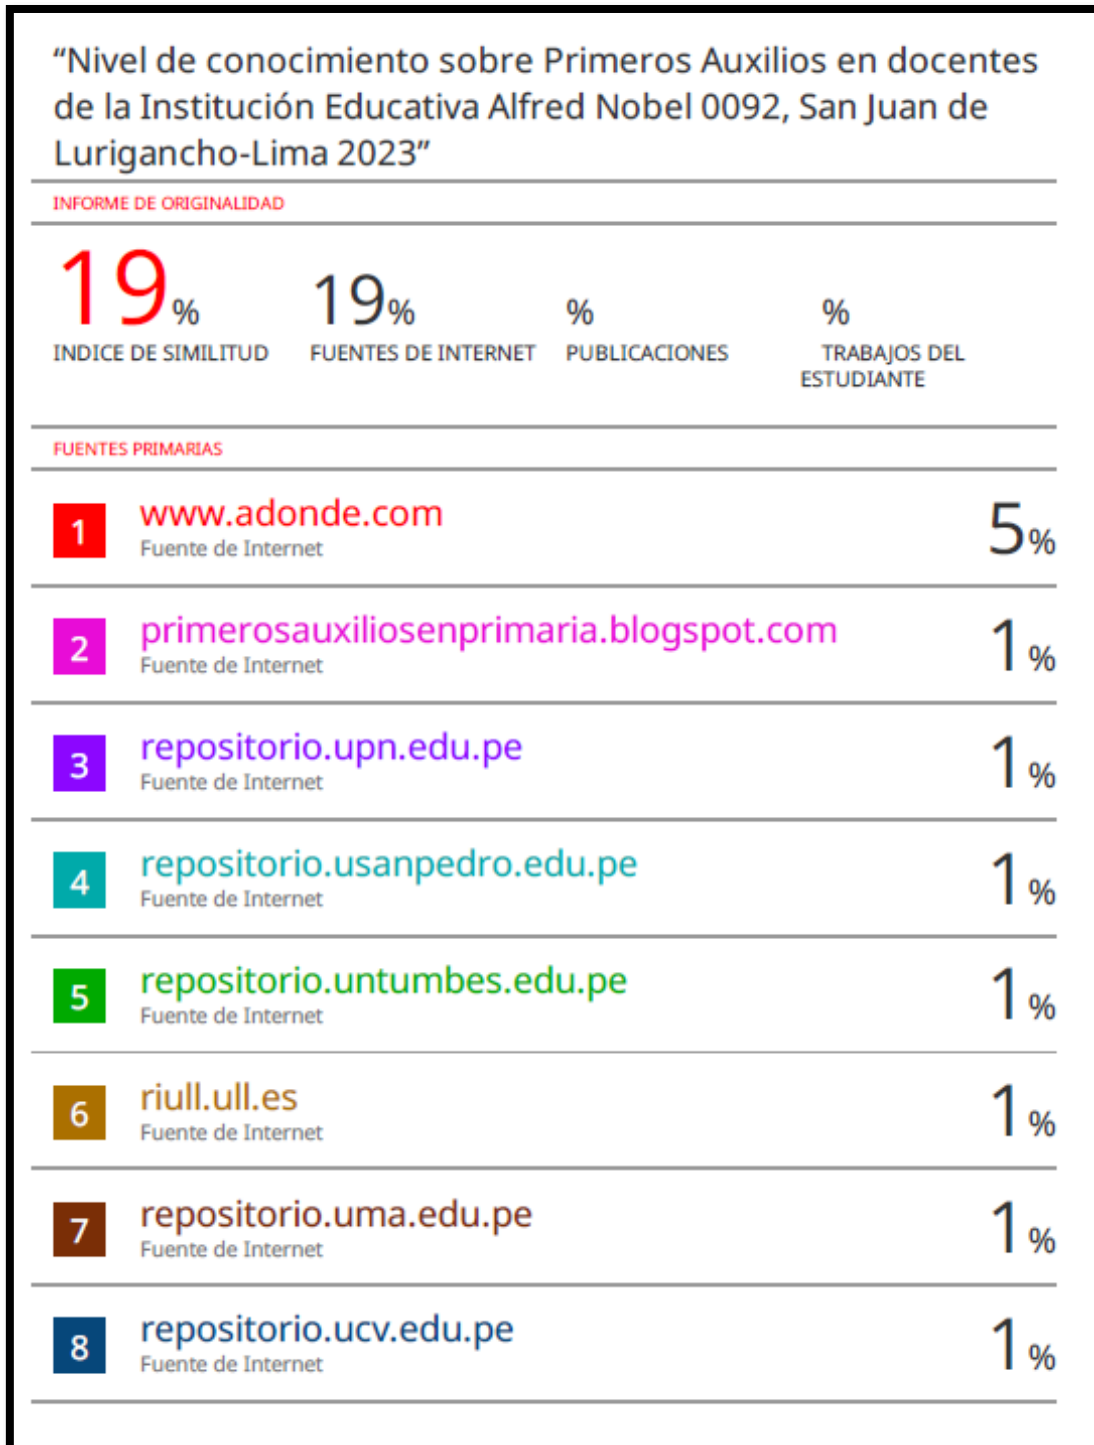 “Nivel de conocimiento sobre Primeros Auxilios en docentes
de la Institución Educativa Alfred Nobel 0092, San Juan de
Lurigancho-Lima 2023”
INFORME DE ORIGINALIDAD
19%
INDICE DE SIMILITUD
19%
FUENTES DE INTERNET
%
PUBLICACIONES
%
TRABAJOS DEL
ESTUDIANTE
FUENTES PRIMARIAS
1 www.adonde.com 5%
Fuente de Internet
2 primerosauxiliosenprimaria.blogspot.com 1%
Fuente de Internet
3 repositorio.upn.edu.pe 1%
Fuente de Internet
4 repositorio.usanpedro.edu.pe 1%
Fuente de Internet
5 repositorio.untumbes.edu.pe 1%
Fuente de Internet
6 riull.ull.es 1%
Fuente de Internet
7 repositorio.uma.edu.pe 1%
Fuente de Internet
8 repositorio.ucv.edu.pe 1%
Fuente de Internet